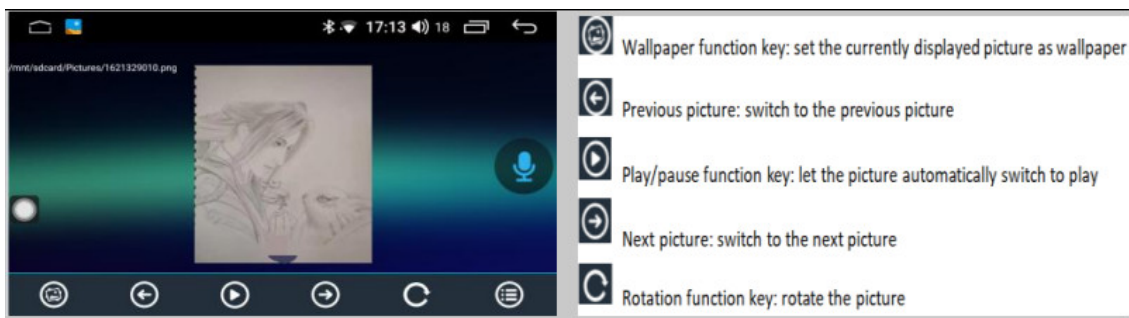 17:13 18
/mnt/sdcard/Pictures/1621329010.png
Wallpaper function key: set the currently displayed picture as wallpaper
Previous picture: switch to the previous picture
Play/pause function key: let the picture automatically switch to play
Next picture: switch to the next picture
Rotation function key: rotate the picture